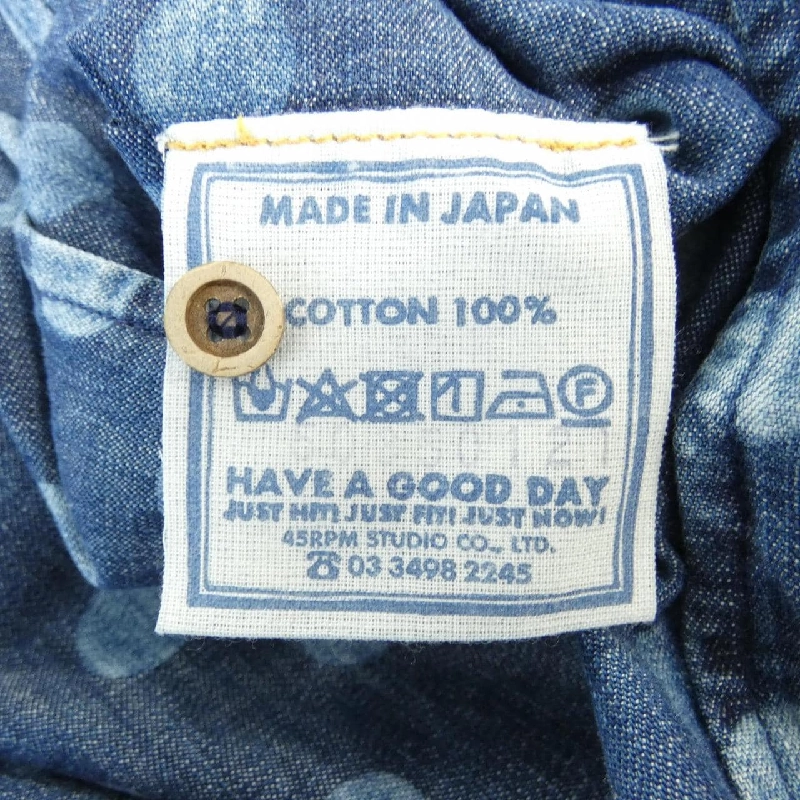 MADE IN JAPAN
COTTON 100%
F
HAVE A GOOD DAY
JUST HIT! JUST FIT! JUST NOW!
45RPM STUDIO CO., LTD.
☎ 03 3498 2245